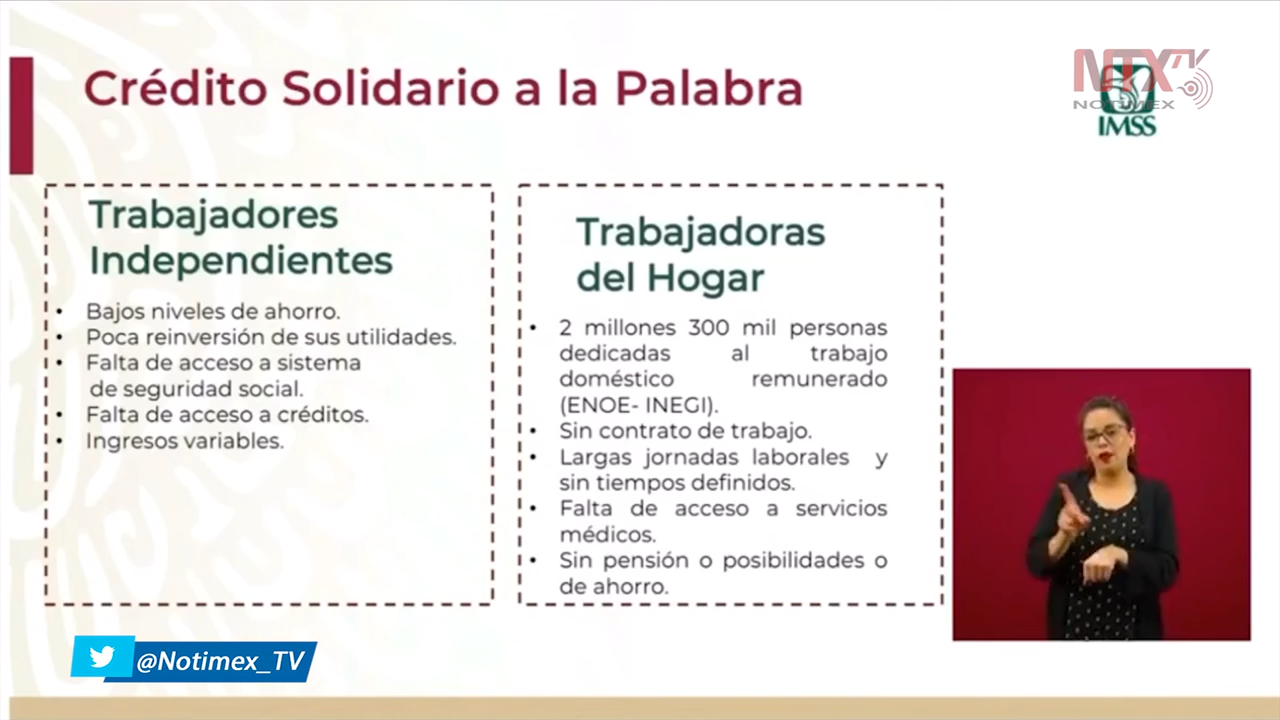 Crédito Solidario a la Palabra
NTXTV
NOTIMEX
IMSS
Trabajadores
Independientes
• Bajos niveles de ahorro.
• Poca reinversión de sus utilidades.
• Falta de acceso a sistema
de seguridad social.
• Falta de acceso a créditos.
• Ingresos variables.
Trabajadoras
del Hogar
• 2 millones 300 mil personas
dedicadas al trabajo
doméstico remunerado
(ENOE- INEGI).
• Sin contrato de trabajo.
• Largas jornadas laborales y
sin tiempos definidos.
• Falta de acceso a servicios
médicos.
• Sin pensión o posibilidades o
de ahorro.
@Notimex_TV